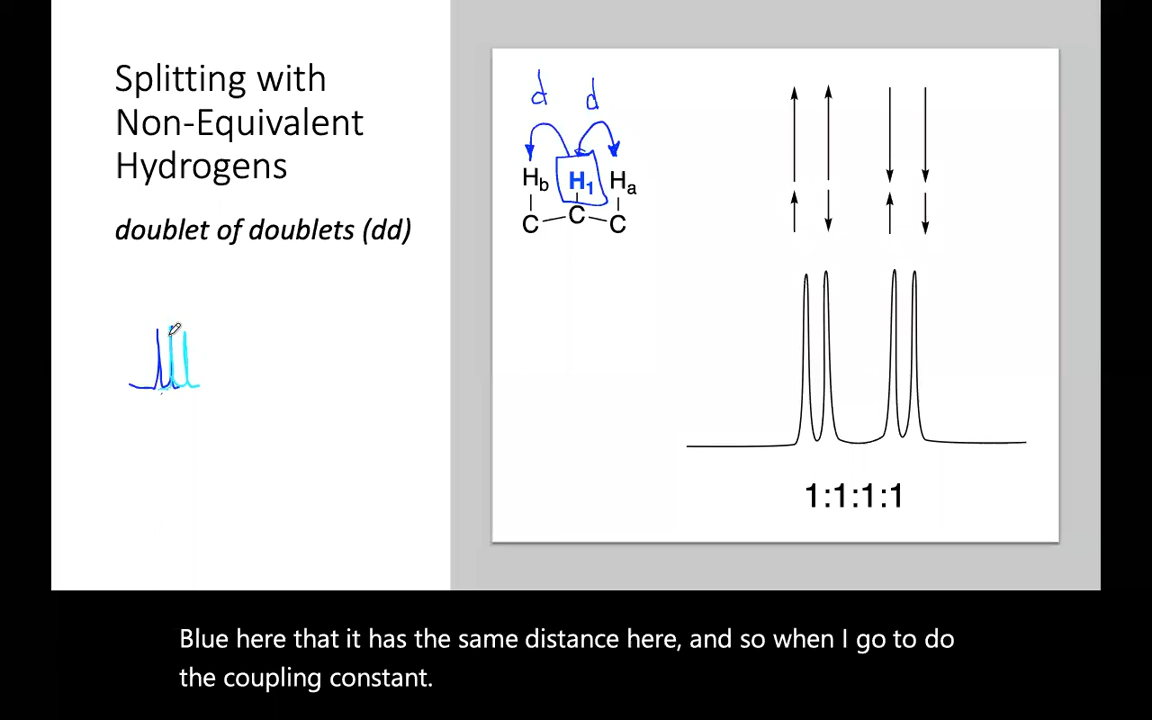 Splitting with
Non-Equivalent
Hydrogens
doublet of doublets (dd)
d d
Hb H1 Ha
C C C
1:1:1:1
Blue here that it has the same distance here, and so when I go to do
the coupling constant.